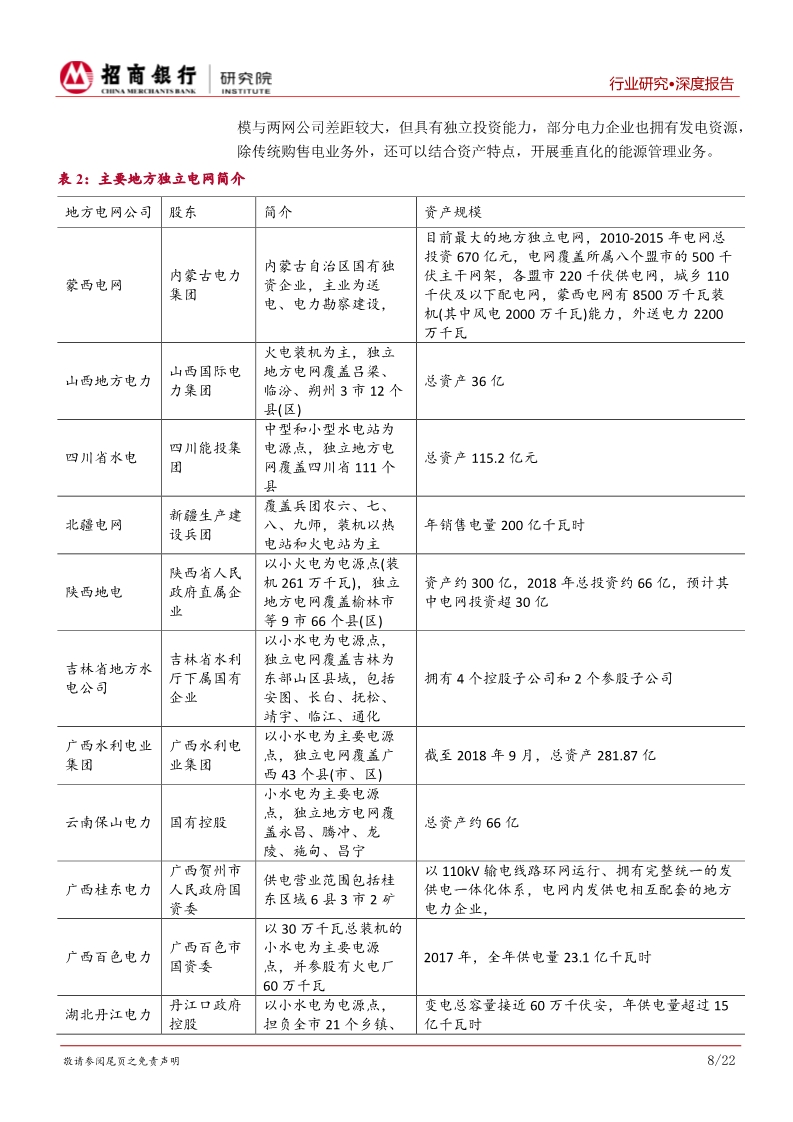 招商银行
CHINA MERCHANTS BANK
研究院
INSTITUTE
行业研究•深度报告
模与两网公司差距较大，但具有独立投资能力，部分电力企业也拥有发电资源，
除传统购售电业务外，还可以结合资产特点，开展垂直化的能源管理业务。
表 2：主要地方独立电网简介
地方电网公司 股东 简介 资产规模
蒙西电网
内蒙古电力
集团
内蒙古自治区国有独
资企业，主业为送
电、电力勘察建设，
目前最大的地方独立电网，2010-2015 年电网总
投资 670 亿元，电网覆盖所属八个盟市的 500 千
伏主干网架，各盟市 220 千伏供电网，城乡 110
千伏及以下配电网，蒙西电网有 8500 万千瓦装
机(其中风电 2000 万千瓦)能力，外送电力 2200
万千瓦
山西地方电力
山西国际电
力集团
火电装机为主，独立
地方电网覆盖吕梁、
临汾、朔州 3 市 12 个
县(区)
总资产 36 亿
四川省水电
四川能投集
团
中型和小型水电站为
电源点，独立地方电
网覆盖四川省 111 个
县
总资产 115.2 亿元
北疆电网
新疆生产建
设兵团
覆盖兵团农六、七、
八、九师，装机以热
电站和火电站为主
年销售电量 200 亿千瓦时
陕西地电
陕西省人民
政府直属企
业
以小火电为电源点(装
机 261 万千瓦)，独立
地方电网覆盖榆林市
等 9 市 66 个县(区)
资产约 300 亿，2018 年总投资约 66 亿，预计其
中电网投资超 30 亿
吉林省地方水
电公司
吉林省水利
厅下属国有
企业
以小水电为电源点，
独立电网覆盖吉林为
东部山区县域，包括
安图、长白、抚松、
靖宇、临江、通化
拥有 4 个控股子公司和 2 个参股子公司
广西水利电业
集团
广西水利电
业集团
以小水电为主要电源
点，独立电网覆盖广
西 43 个县(市、区)
截至 2018 年 9 月，总资产 281.87 亿
云南保山电力
国有控股
小水电为主要电源
点，独立地方电网覆
盖永昌、腾冲、龙
陵、施甸、昌宁
总资产约 66 亿
广西桂东电力
广西贺州市
人民政府国
资委
供电营业范围包括桂
东区域 6 县 3 市 2 矿
以 110kV 输电线路环网运行、拥有完整统一的发
供电一体化体系，电网内发供电相互配套的地方
电力企业，
广西百色电力
广西百色市
国资委
以 30 万千瓦总装机的
小水电为主要电源
点，并参股有火电厂
60 万千瓦
2017 年，全年供电量 23.1 亿千瓦时
湖北丹江电力
丹江口政府
控股
以小水电为电源点，
担负全市 21 个乡镇、
变电总容量接近 60 万千伏安，年供电量超过 15
亿千瓦时
敬请参阅尾页之免责声明
8/22